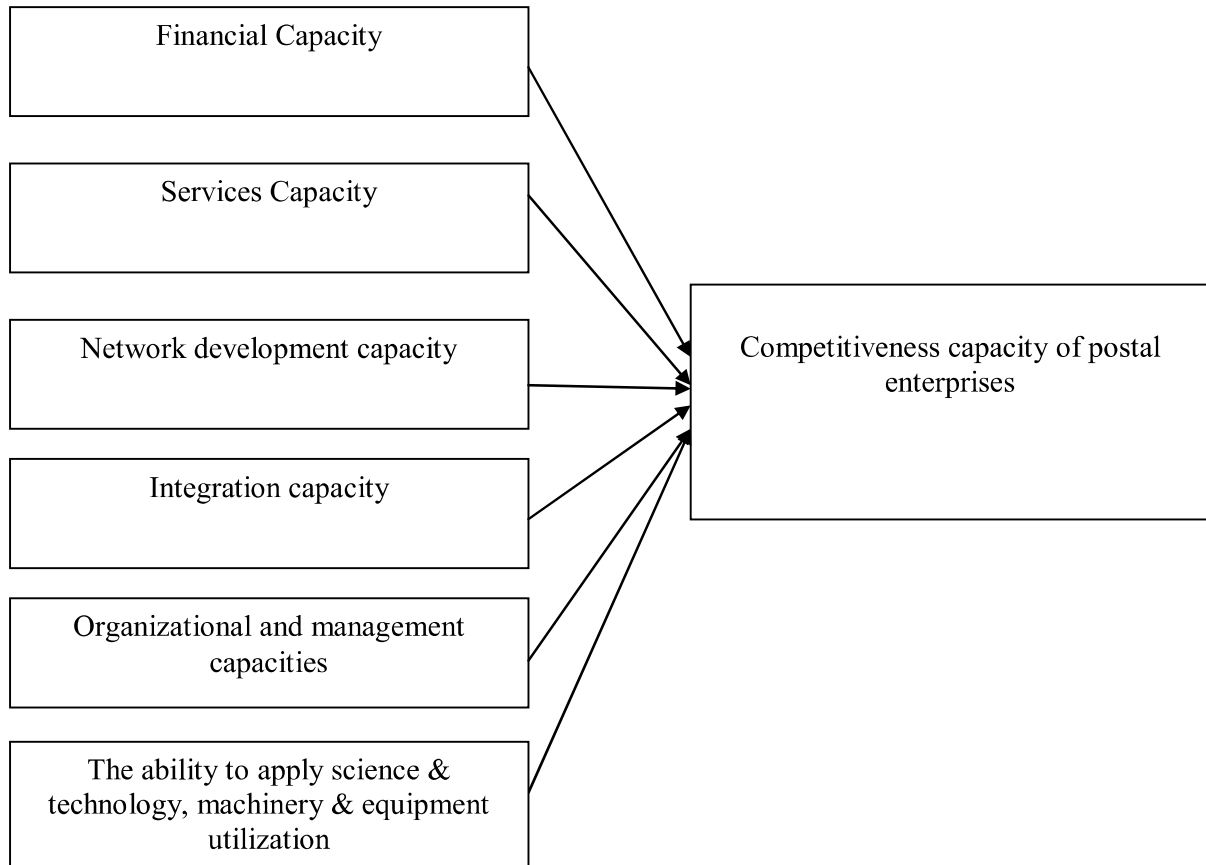 Financial Capacity
Services Capacity
Network development capacity
Integration capacity
Organizational and management
capacities
The ability to apply science &
technology, machinery & equipment
utilization
Competitiveness capacity of postal
enterprises